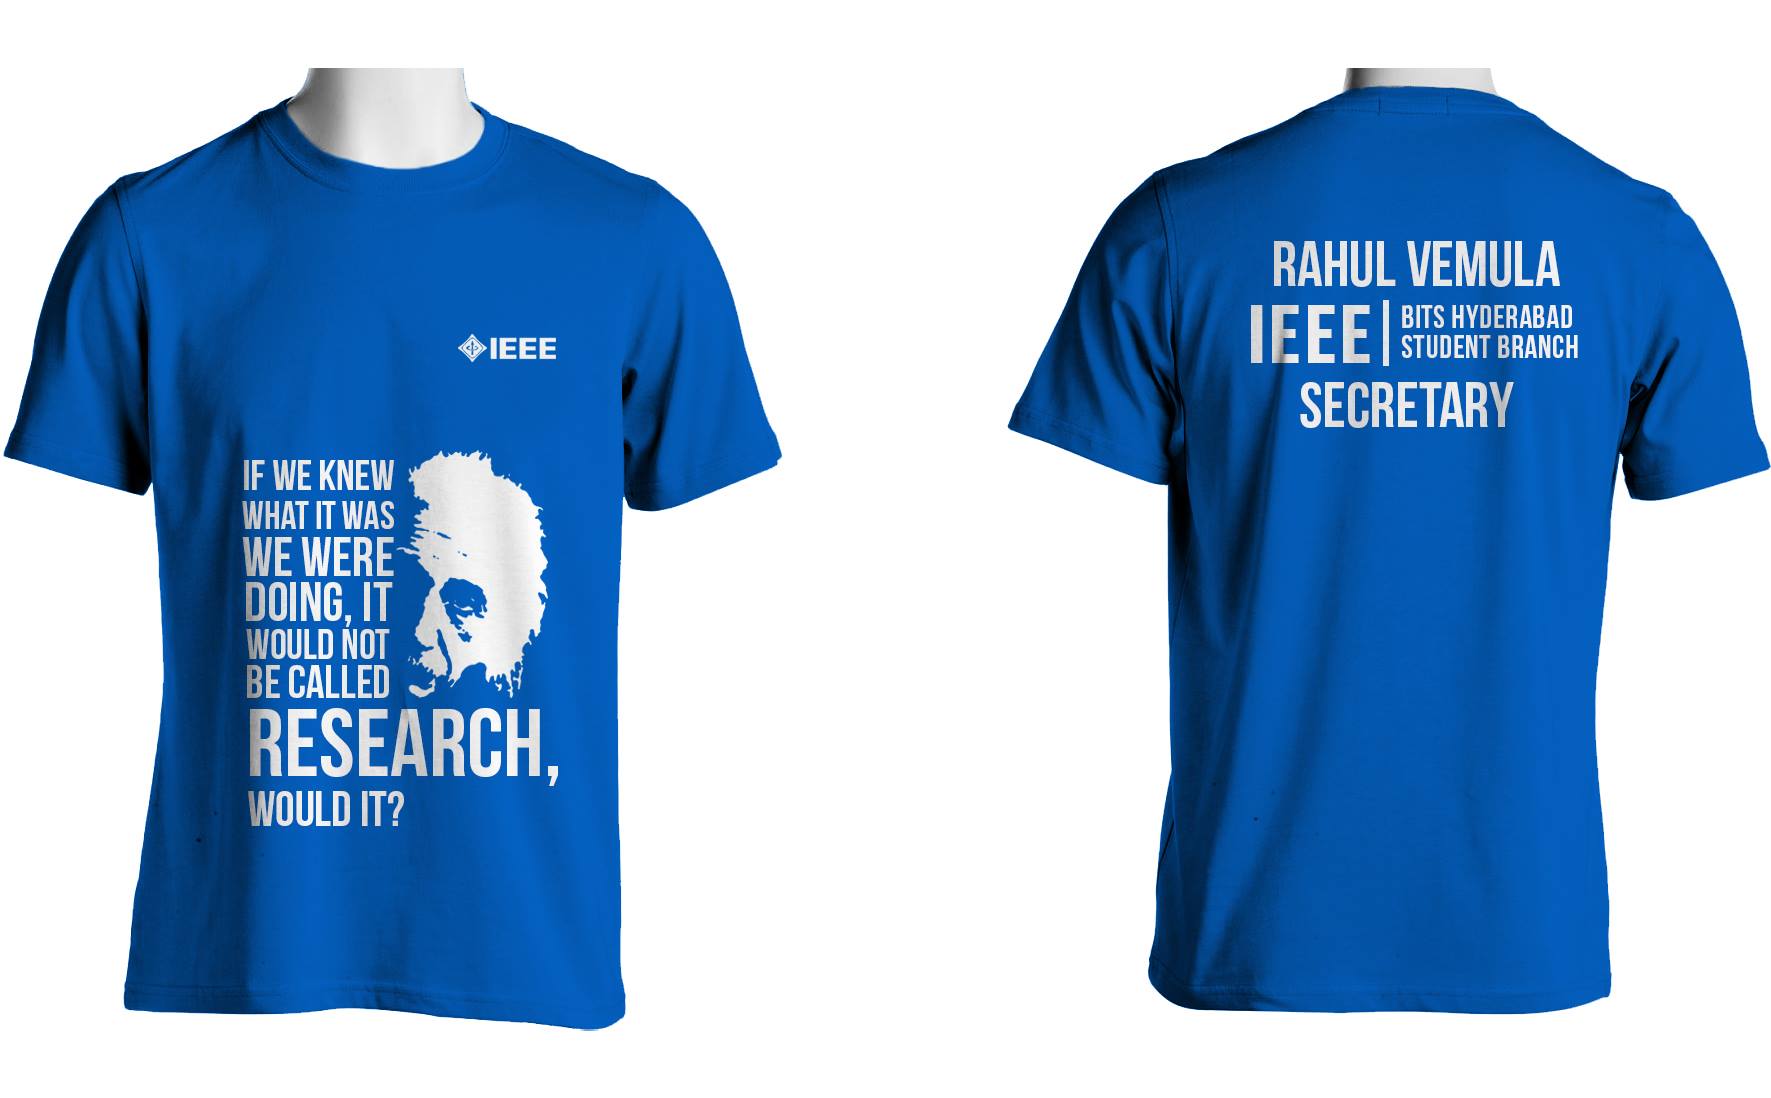 IEEE
IF WE KNEW
WHAT IT WAS
WE WERE
DOING, IT
WOULD NOT
BE CALLED
RESEARCH,
WOULD IT?
RAHUL VEMULA
IEEE | BITS HYDERABAD
STUDENT BRANCH
SECRETARY